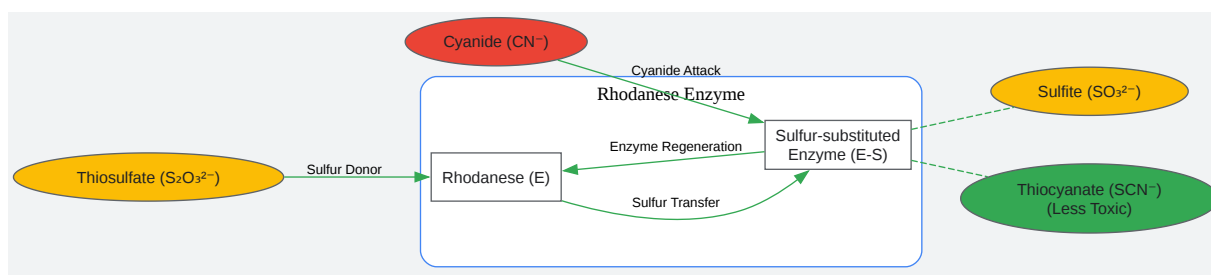 Cyanide (CN⁻)
Cyanide Attack
Rhodanese Enzyme
Sulfite (SO₃²⁻)
Sulfur-substituted
Enzyme (E-S)
Enzyme Regeneration
Thiosulfate (S₂O₃²⁻)
Sulfur Donor
Rhodanese (E)
Sulfur Transfer
Thiocyanate (SCN⁻)
(Less Toxic)